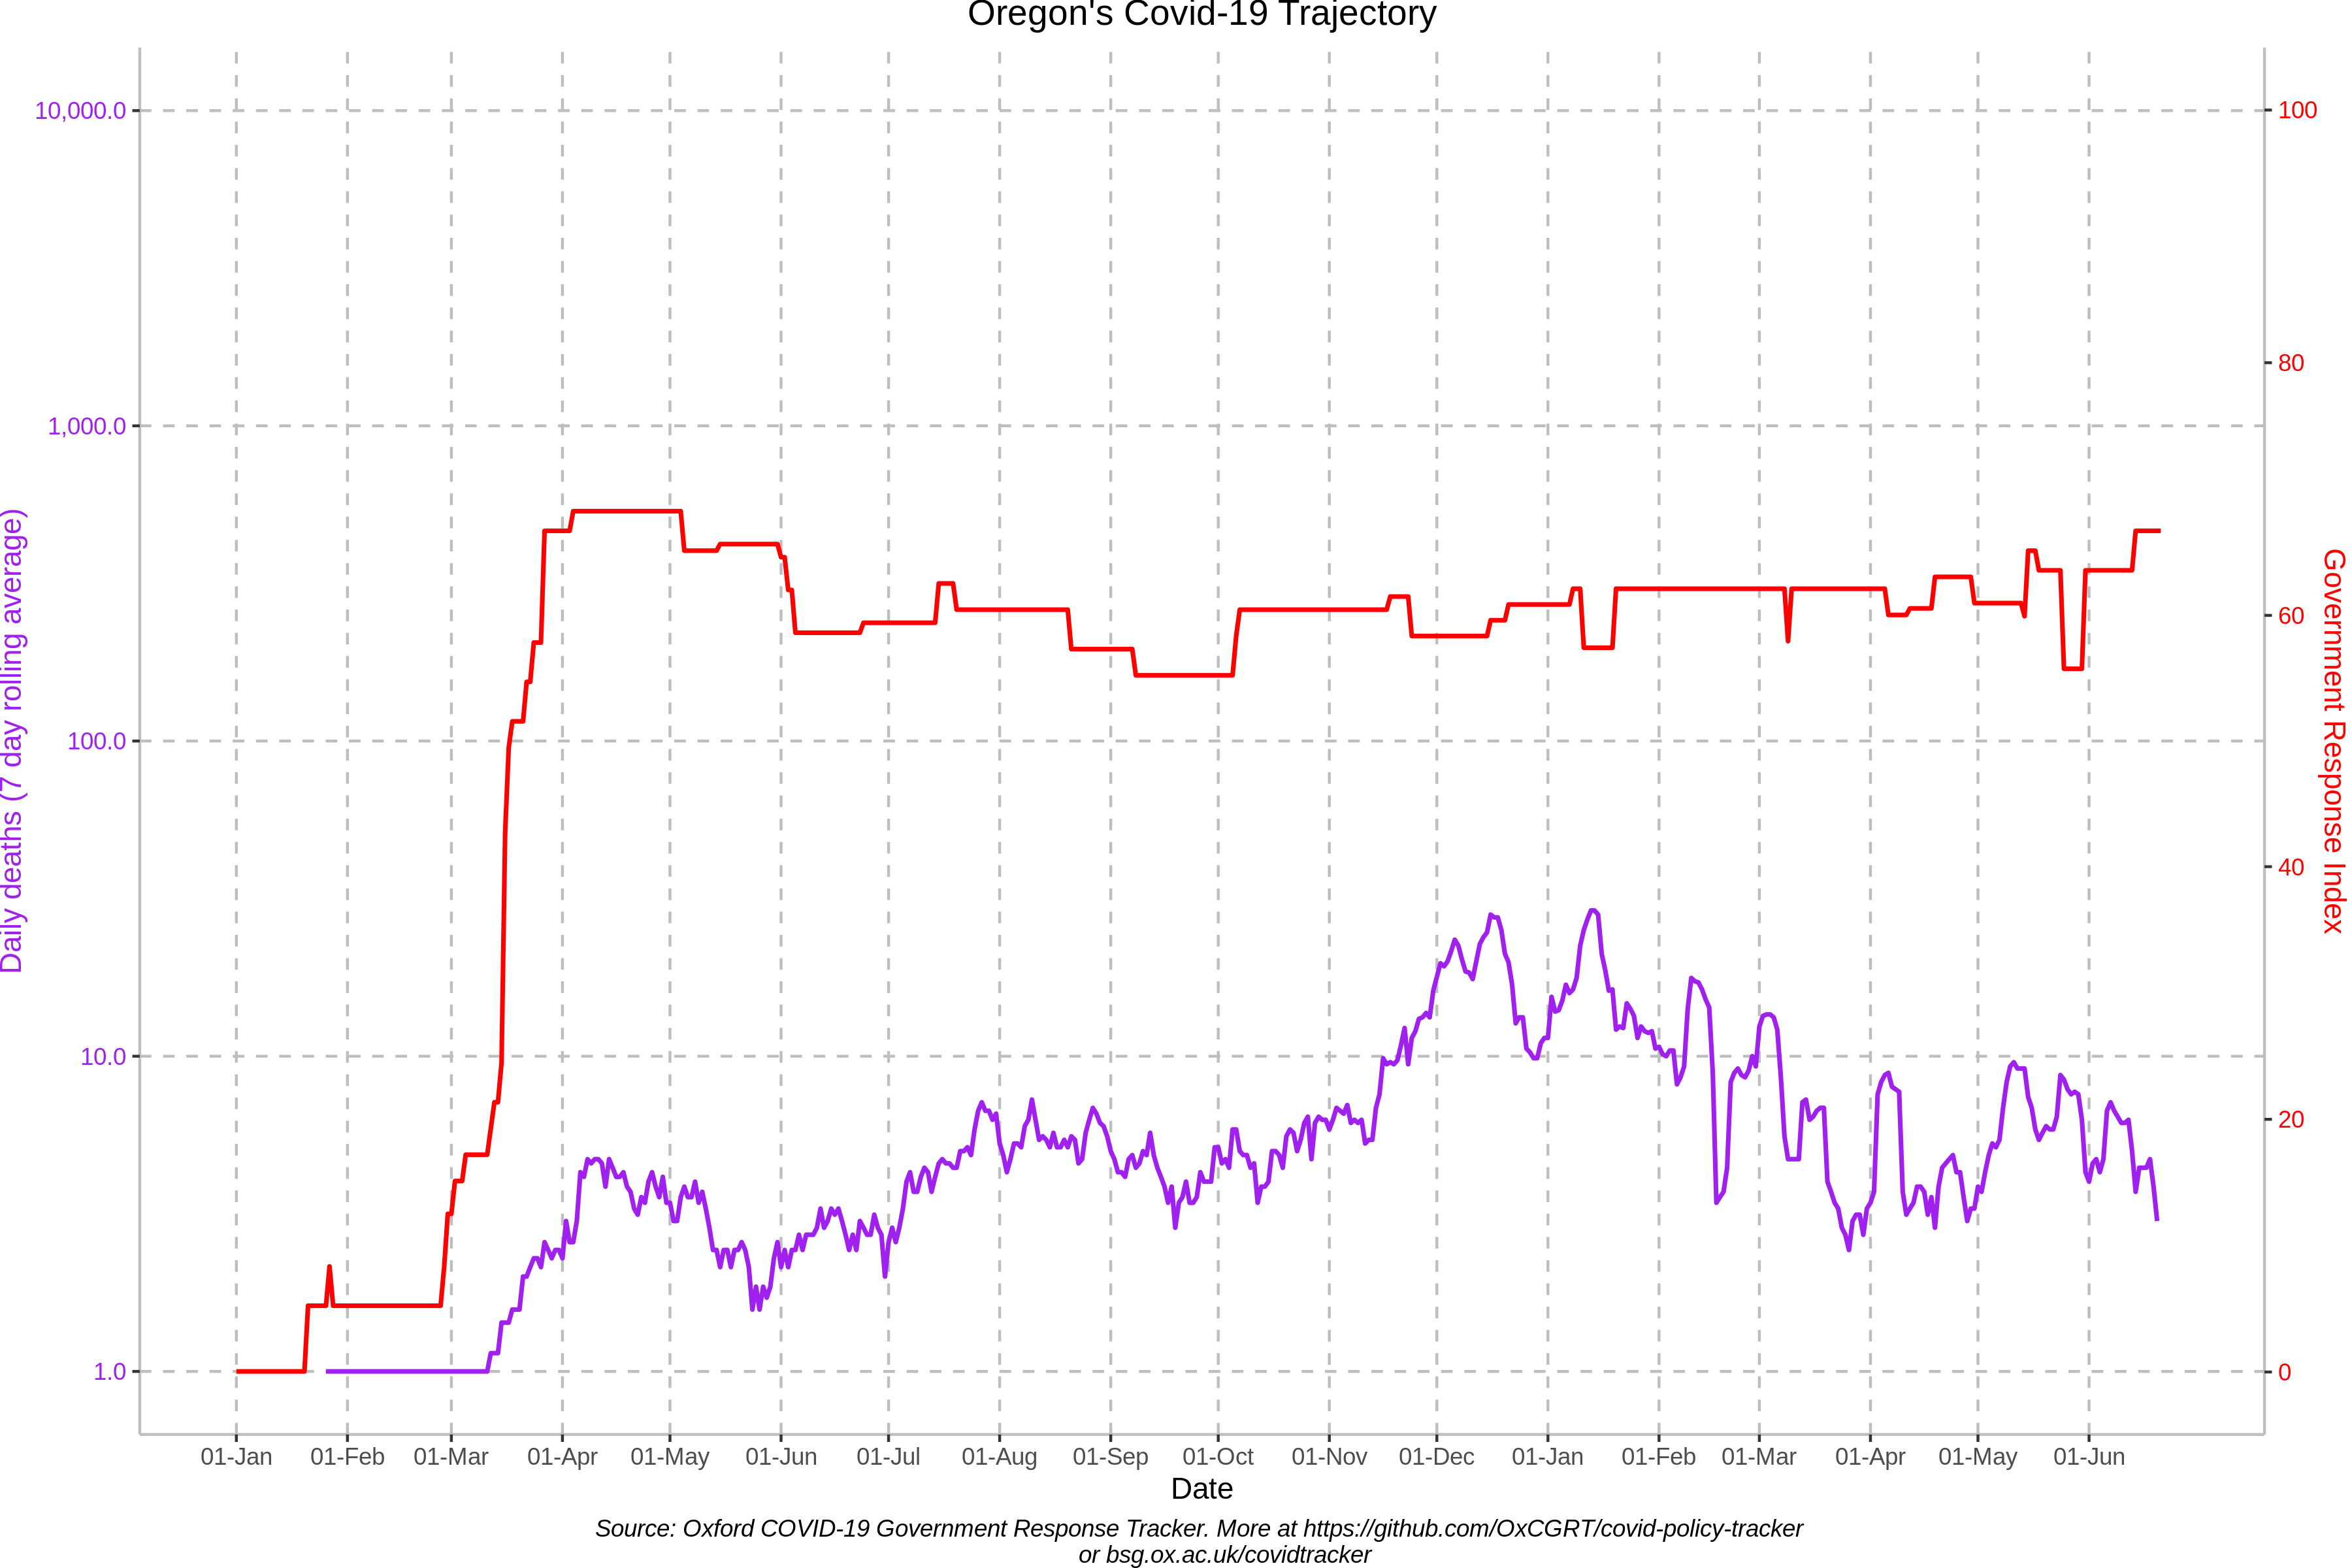 Oregon's Covid-19 Trajectory
10,000.0
1,000.0
100.0
10.0
1.0
Daily deaths (7 day rolling average)
100
80
60
40
20
0
Government Response Index
01-Jan 01-Feb 01-Mar 01-Apr 01-May 01-Jun 01-Jul 01-Aug 01-Sep 01-Oct 01-Nov 01-Dec 01-Jan 01-Feb 01-Mar 01-Apr 01-May 01-Jun
Date
Source: Oxford COVID-19 Government Response Tracker. More at https://github.com/OxCGRT/covid-policy-tracker
or bsg.ox.ac.uk/covidtracker